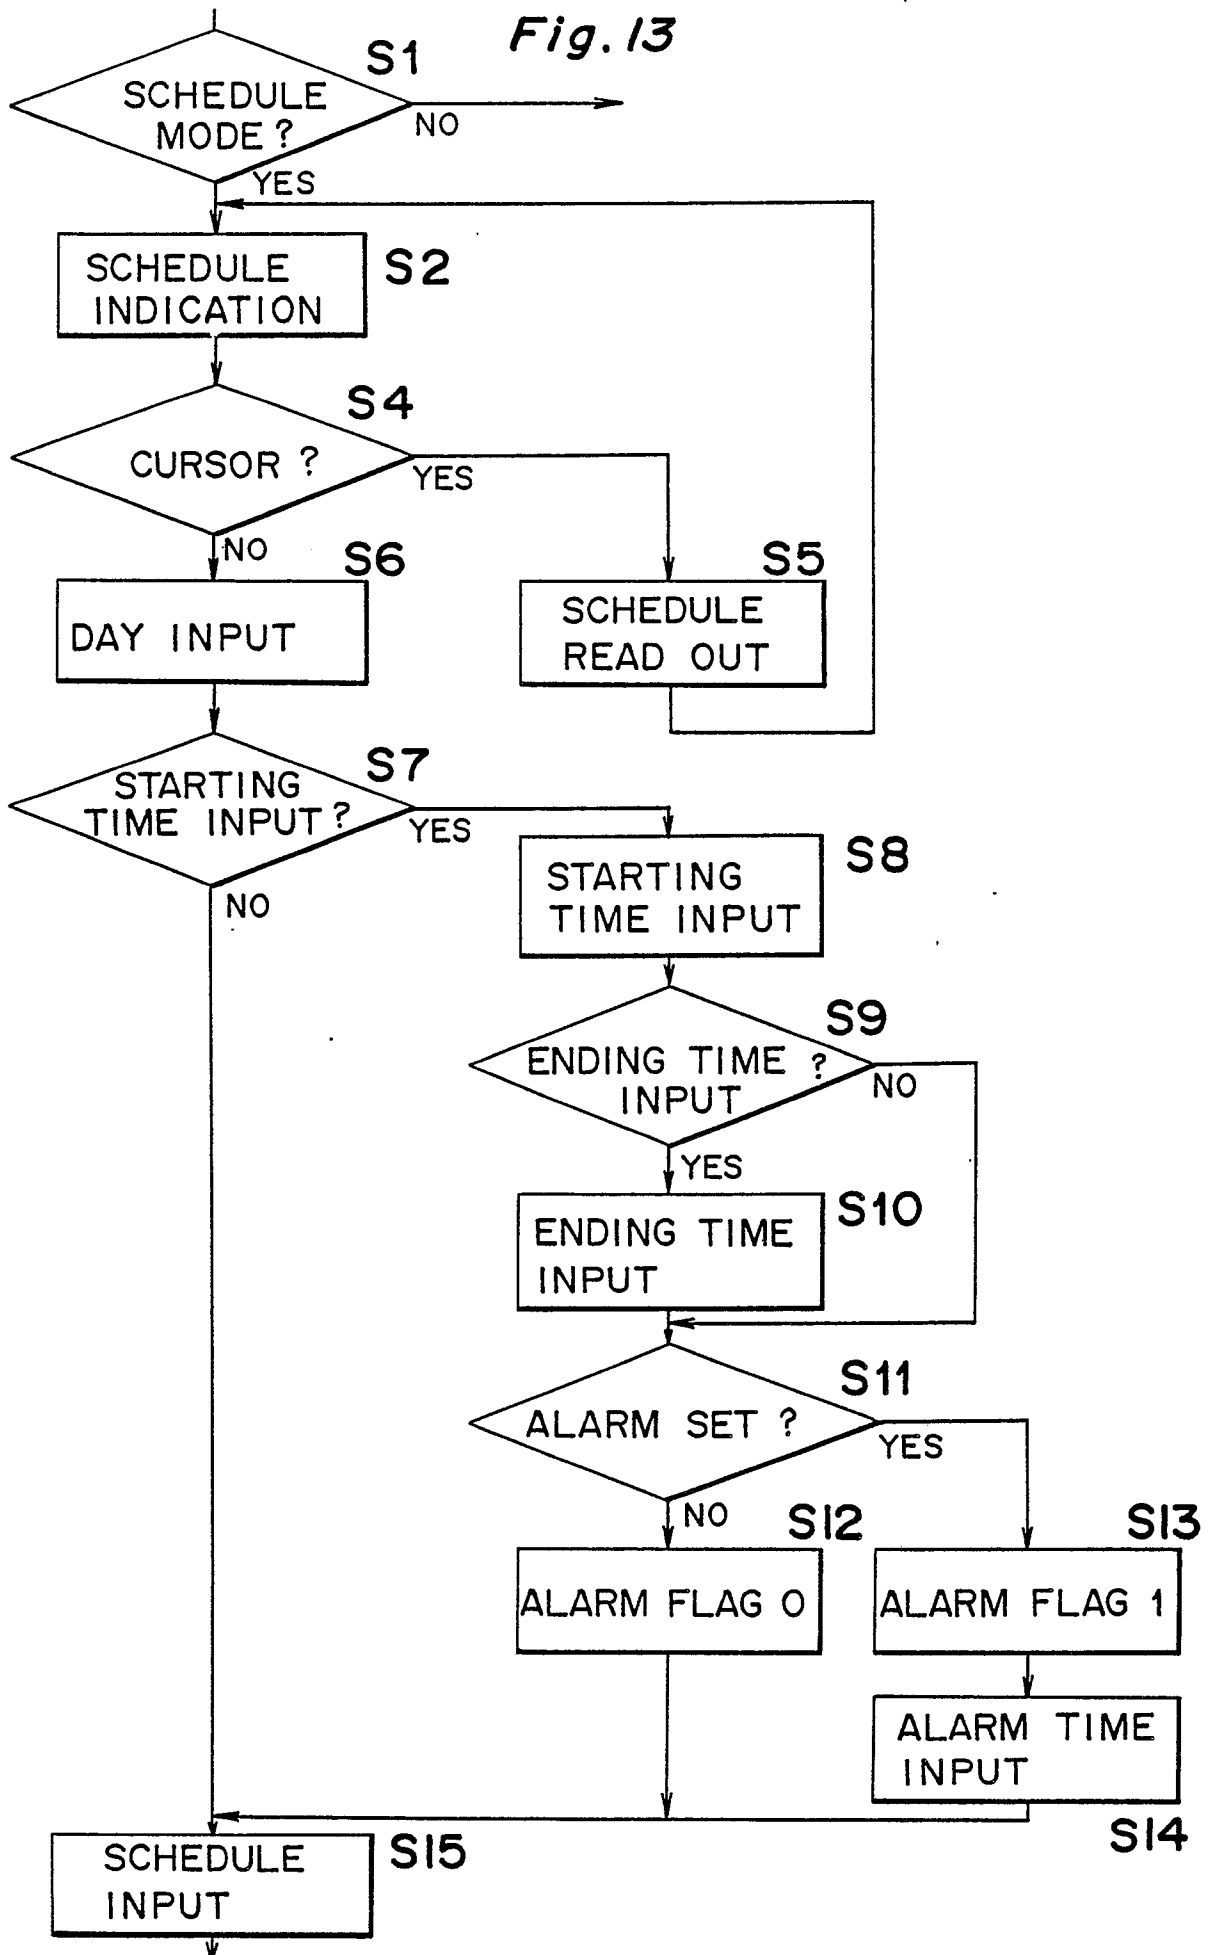 Fig. 13
S1
SCHEDULE
MODE ?
NO
YES
S2
SCHEDULE
INDICATION
S4
CURSOR ?
YES
NO
S6
DAY INPUT
S5
SCHEDULE
READ OUT
S7
STARTING
TIME INPUT ?
YES
NO
S8
STARTING
TIME INPUT
S9
ENDING TIME ?
INPUT
NO
YES
S10
ENDING TIME
INPUT
S11
ALARM SET ?
YES
NO
S12
ALARM FLAG 0
S13
ALARM FLAG 1
ALARM TIME
INPUT
S14
S15
SCHEDULE
INPUT